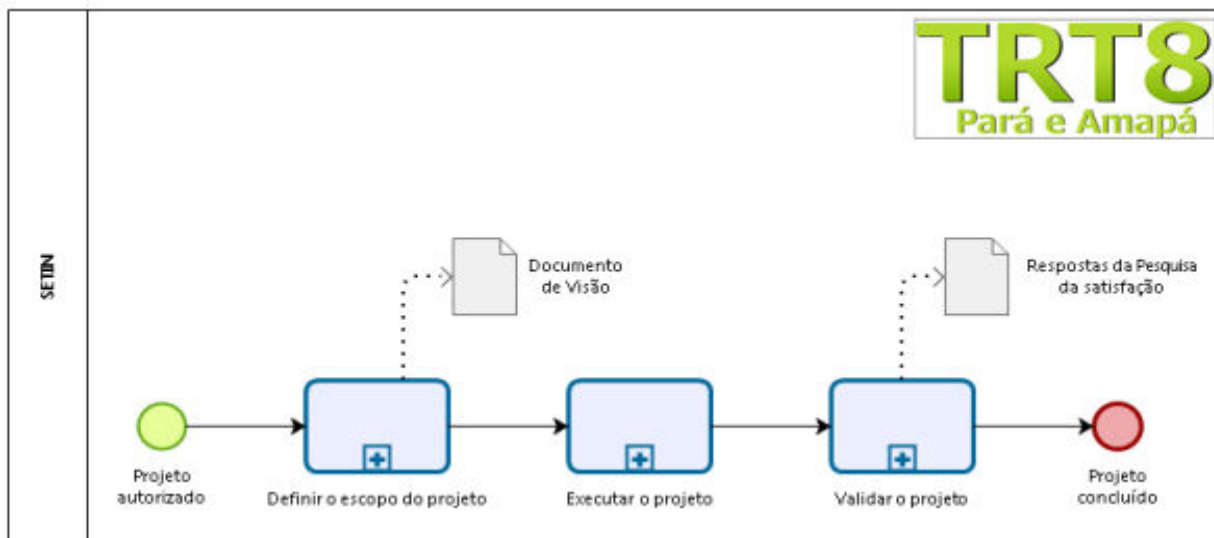 TRT8
Pará e Amapá
SETIN
Documento
de Visão
Respostas da Pesquisa
da satisfação
Projeto
autorizado
Definir o escopo do projeto
Executar o projeto
Validar o projeto
Projeto
concluído